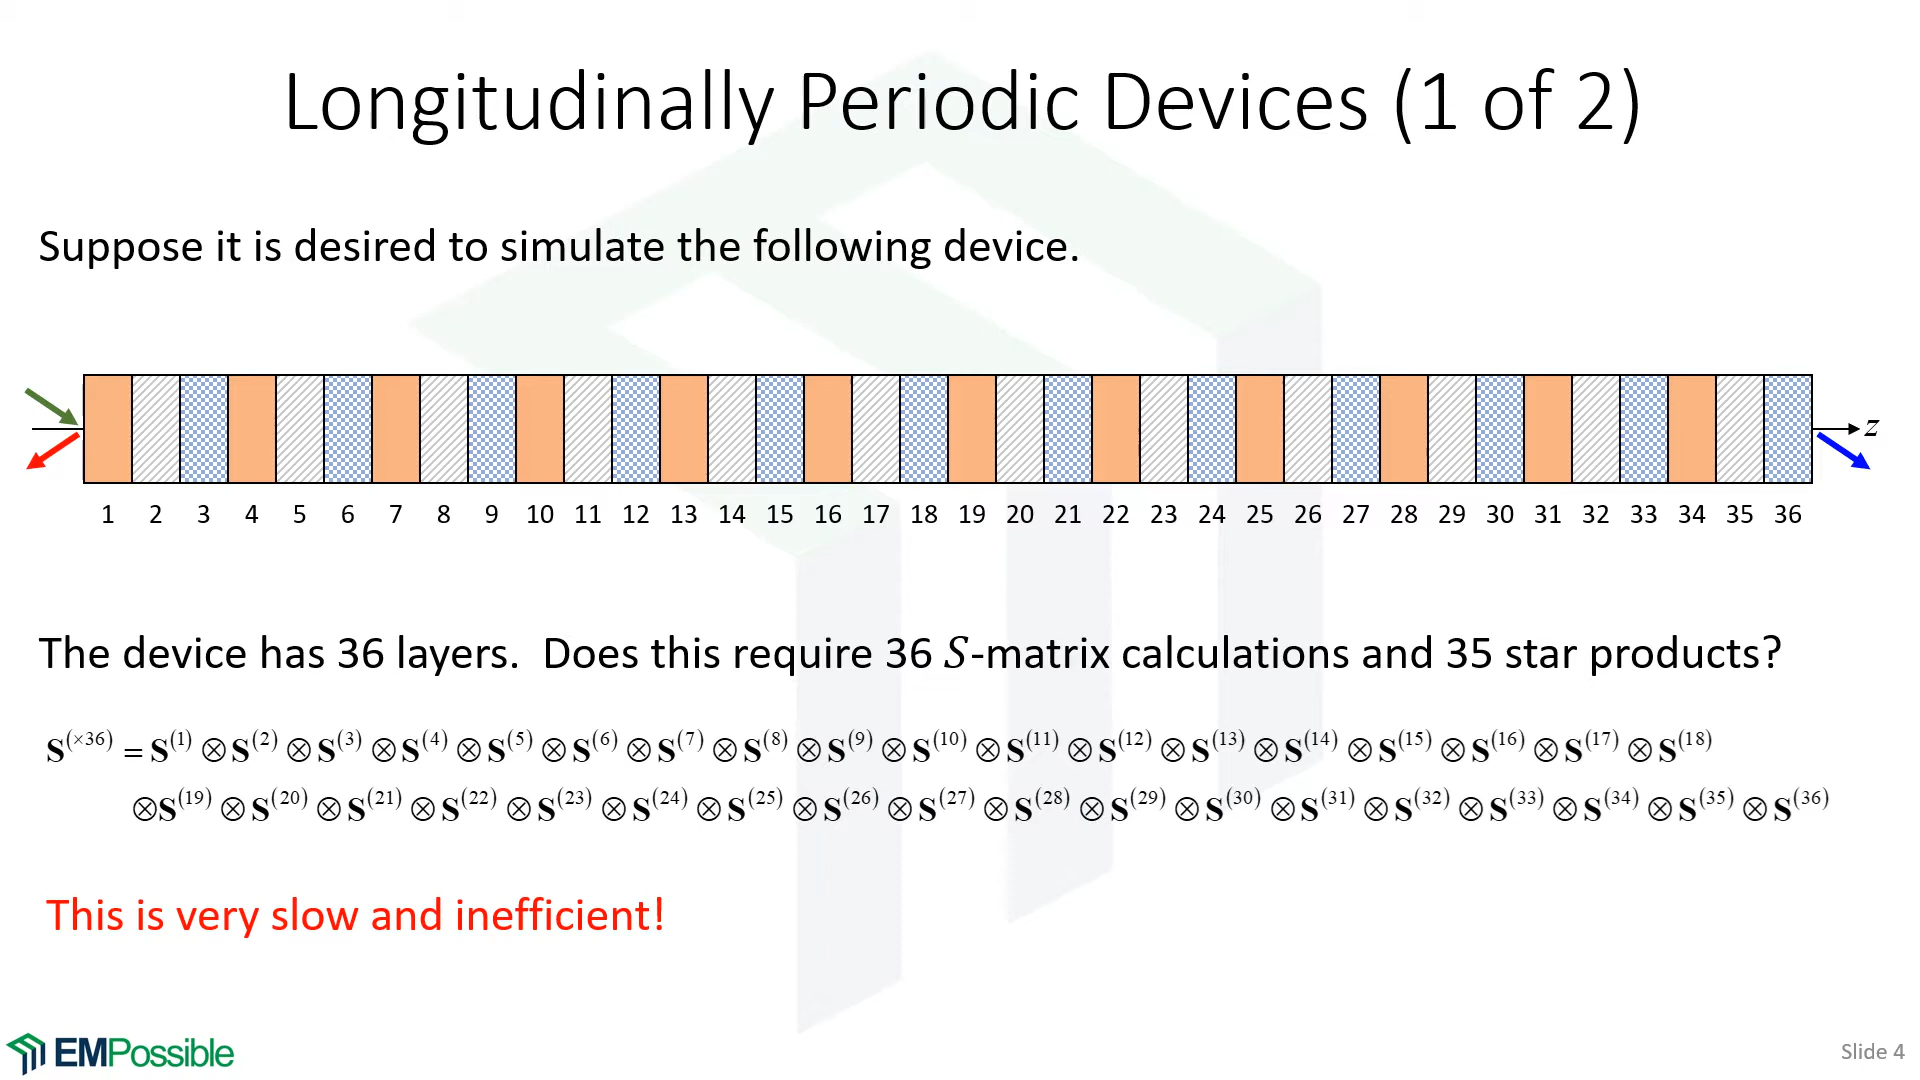 Longitudinally Periodic Devices (1 of 2)
Suppose it is desired to simulate the following device.
z
1 2 3 4 5 6 7 8 9 10 11 12 13 14 15 16 17 18 19 20 21 22 23 24 25 26 27 28 29 30 31 32 33 34 35 36
The device has 36 layers.  Does this require 36 S-matrix calculations and 35 star products?
S^(×36) = S^(1) ⊗ S^(2) ⊗ S^(3) ⊗ S^(4) ⊗ S^(5) ⊗ S^(6) ⊗ S^(7) ⊗ S^(8) ⊗ S^(9) ⊗ S^(10) ⊗ S^(11) ⊗ S^(12) ⊗ S^(13) ⊗ S^(14) ⊗ S^(15) ⊗ S^(16) ⊗ S^(17) ⊗ S^(18)
⊗ S^(19) ⊗ S^(20) ⊗ S^(21) ⊗ S^(22) ⊗ S^(23) ⊗ S^(24) ⊗ S^(25) ⊗ S^(26) ⊗ S^(27) ⊗ S^(28) ⊗ S^(29) ⊗ S^(30) ⊗ S^(31) ⊗ S^(32) ⊗ S^(33) ⊗ S^(34) ⊗ S^(35) ⊗ S^(36)
This is very slow and inefficient!
EMPossible
Slide 4